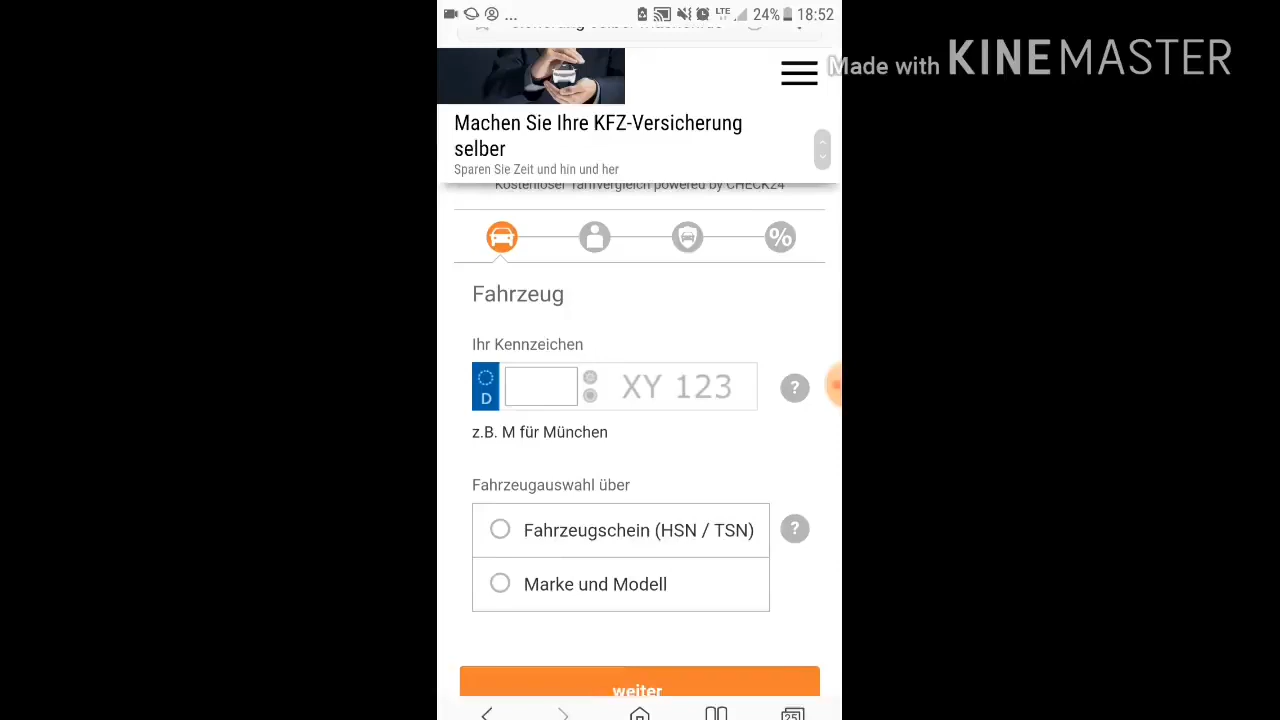 ... LTE 24% 18:52
Made with KINEMASTER
Machen Sie Ihre KFZ-Versicherung
selber
Sparen Sie Zeit und hin und her
Kostenloser Tarifvergleich powered by CHECK24
%
Fahrzeug
Ihr Kennzeichen
D XY 123 ?
z.B. M für München
Fahrzeugauswahl über
Fahrzeugschein (HSN / TSN) ?
Marke und Modell
weiter
25